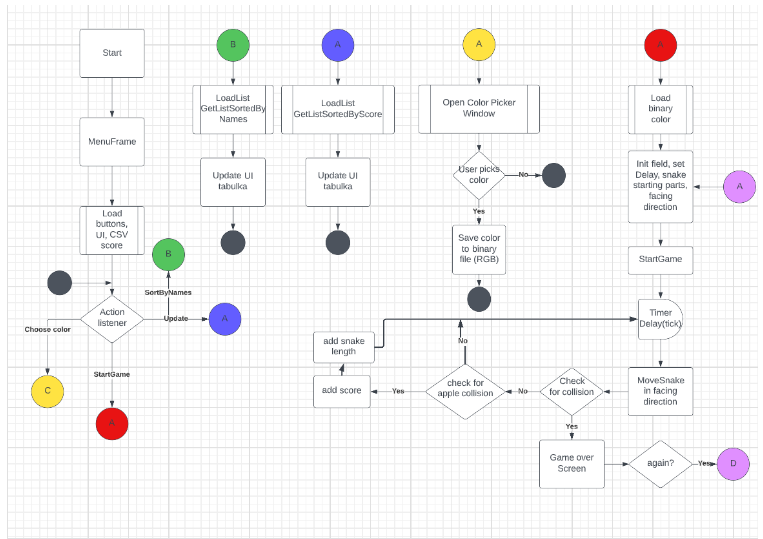 Start
MenuFrame
Load
buttons,
UI, CSV
score
Action
listener
Choose color
SortByNames
Update
StartGame
B
A
C
B
LoadList
GetListSortedBy
Names
Update UI
tabulka
A
LoadList
GetListSortedByScore
Update UI
tabulka
A
Open Color Picker
Window
User picks
color
No
Yes
Save color
to binary
file (RGB)
A
Load
binary
color
Init field, set
Delay, snake
starting parts,
facing
direction
A
StartGame
Timer
Delay(tick)
MoveSnake
in facing
direction
Check
for collision
No
Yes
check for
apple collision
No
Yes
add score
add snake
length
Game over
Screen
again?
Yes
D